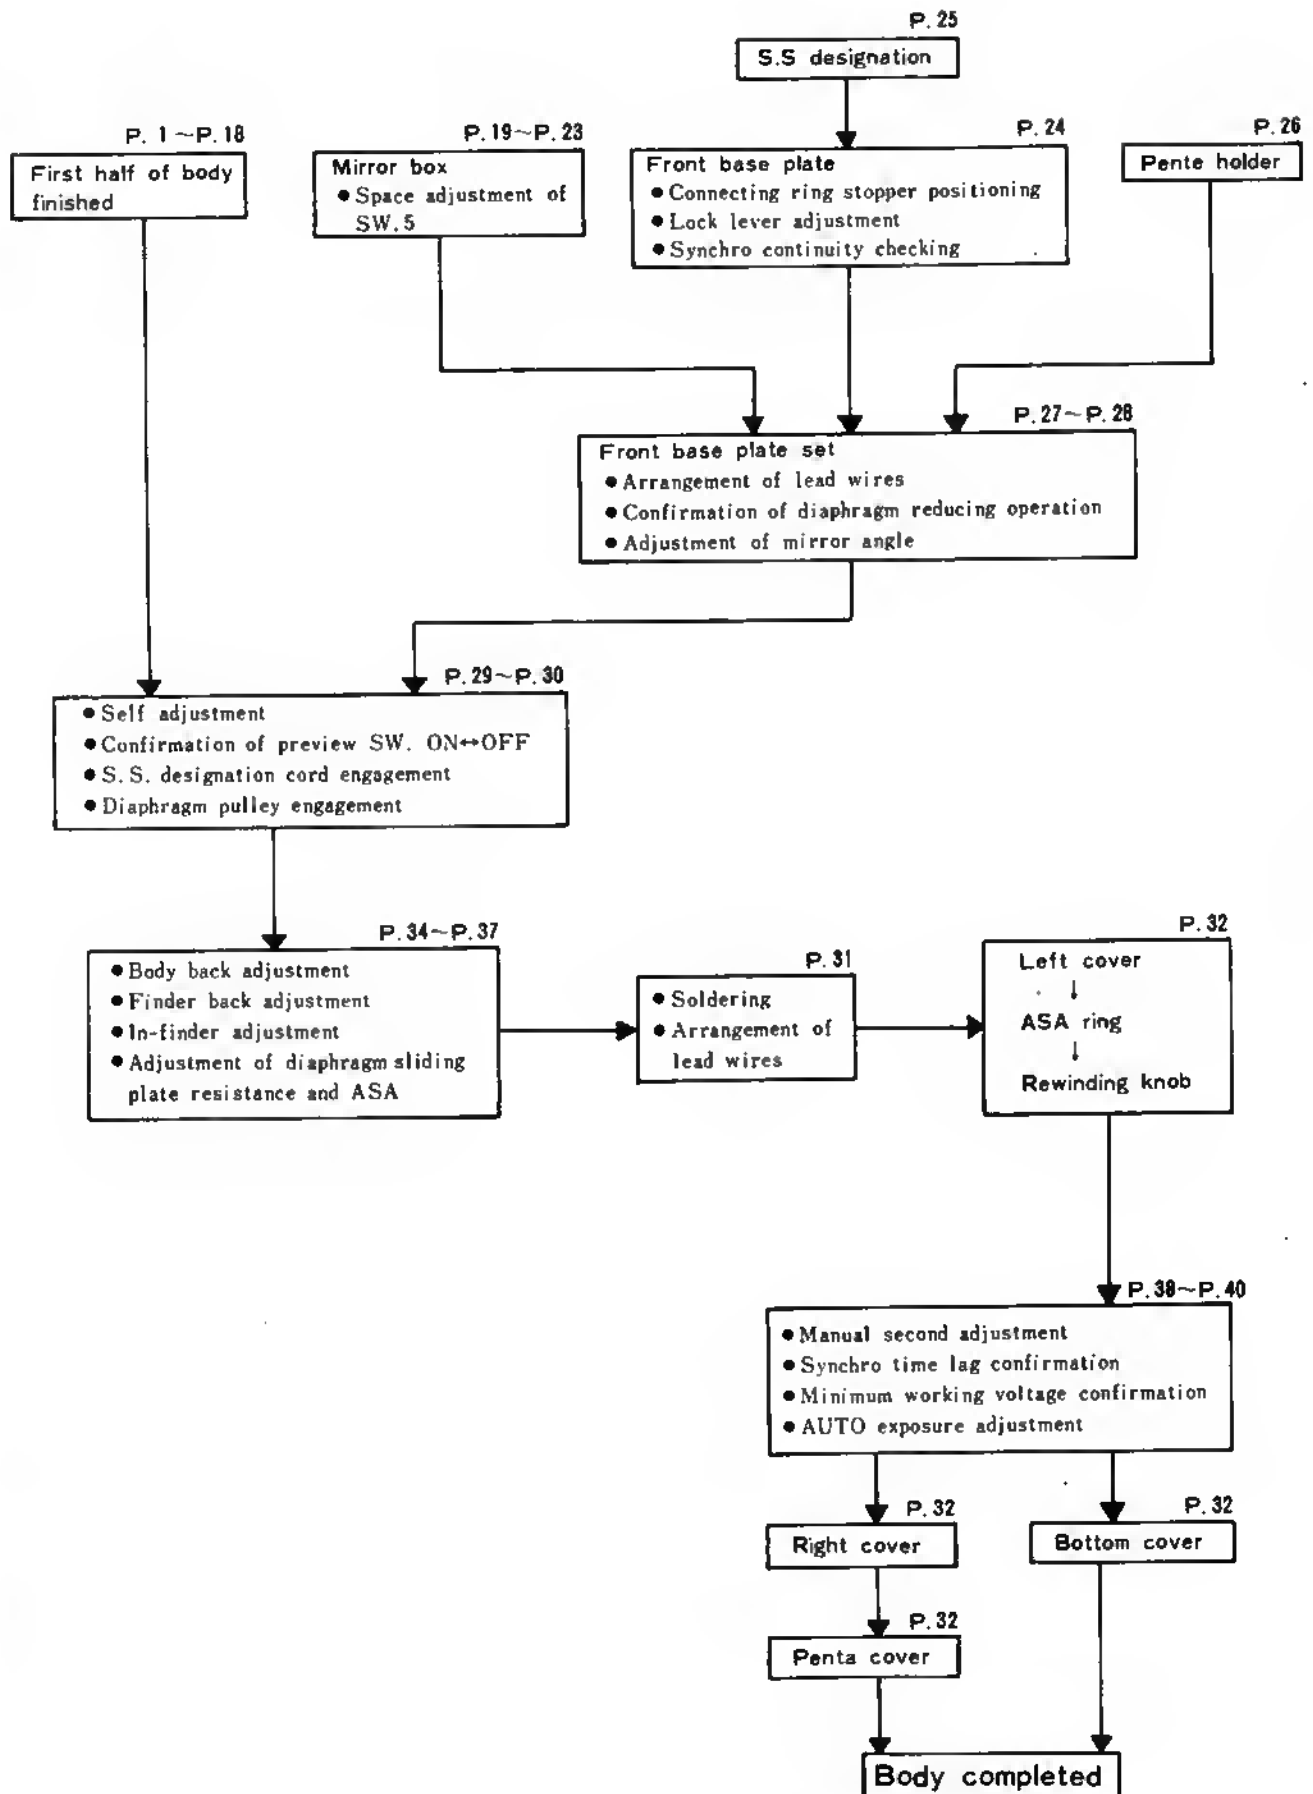 P. 25
S.S designation
P. 1~P. 18
First half of body
finished
P. 19~P. 23
Mirror box
● Space adjustment of
SW. 5
P. 24
Front base plate
● Connecting ring stopper positioning
● Lock lever adjustment
● Synchro continuity checking
P. 26
Pente holder
P. 27~P. 28
Front base plate set
● Arrangement of lead wires
● Confirmation of diaphragm reducing operation
● Adjustment of mirror angle
P. 29~P. 30
● Self adjustment
● Confirmation of preview SW. ON↔OFF
● S. S. designation cord engagement
● Diaphragm pulley engagement
P. 34~P. 37
● Body back adjustment
● Finder back adjustment
● In-finder adjustment
● Adjustment of diaphragm sliding
plate resistance and ASA
P. 31
● Soldering
● Arrangement of
lead wires
P. 32
Left cover
↓
ASA ring
↓
Rewinding knob
P. 38~P. 40
● Manual second adjustment
● Synchro time lag confirmation
● Minimum working voltage confirmation
● AUTO exposure adjustment
P. 32
Right cover
P. 32
Bottom cover
P. 32
Penta cover
Body completed